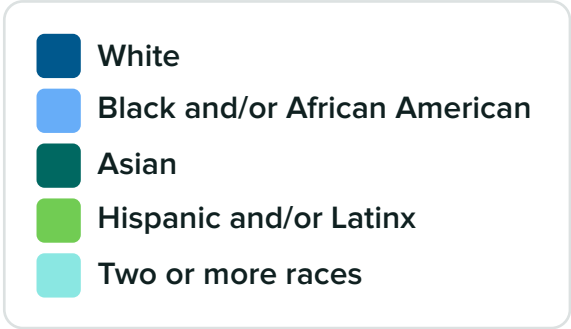 White
Black and/or African American
Asian
Hispanic and/or Latinx
Two or more races